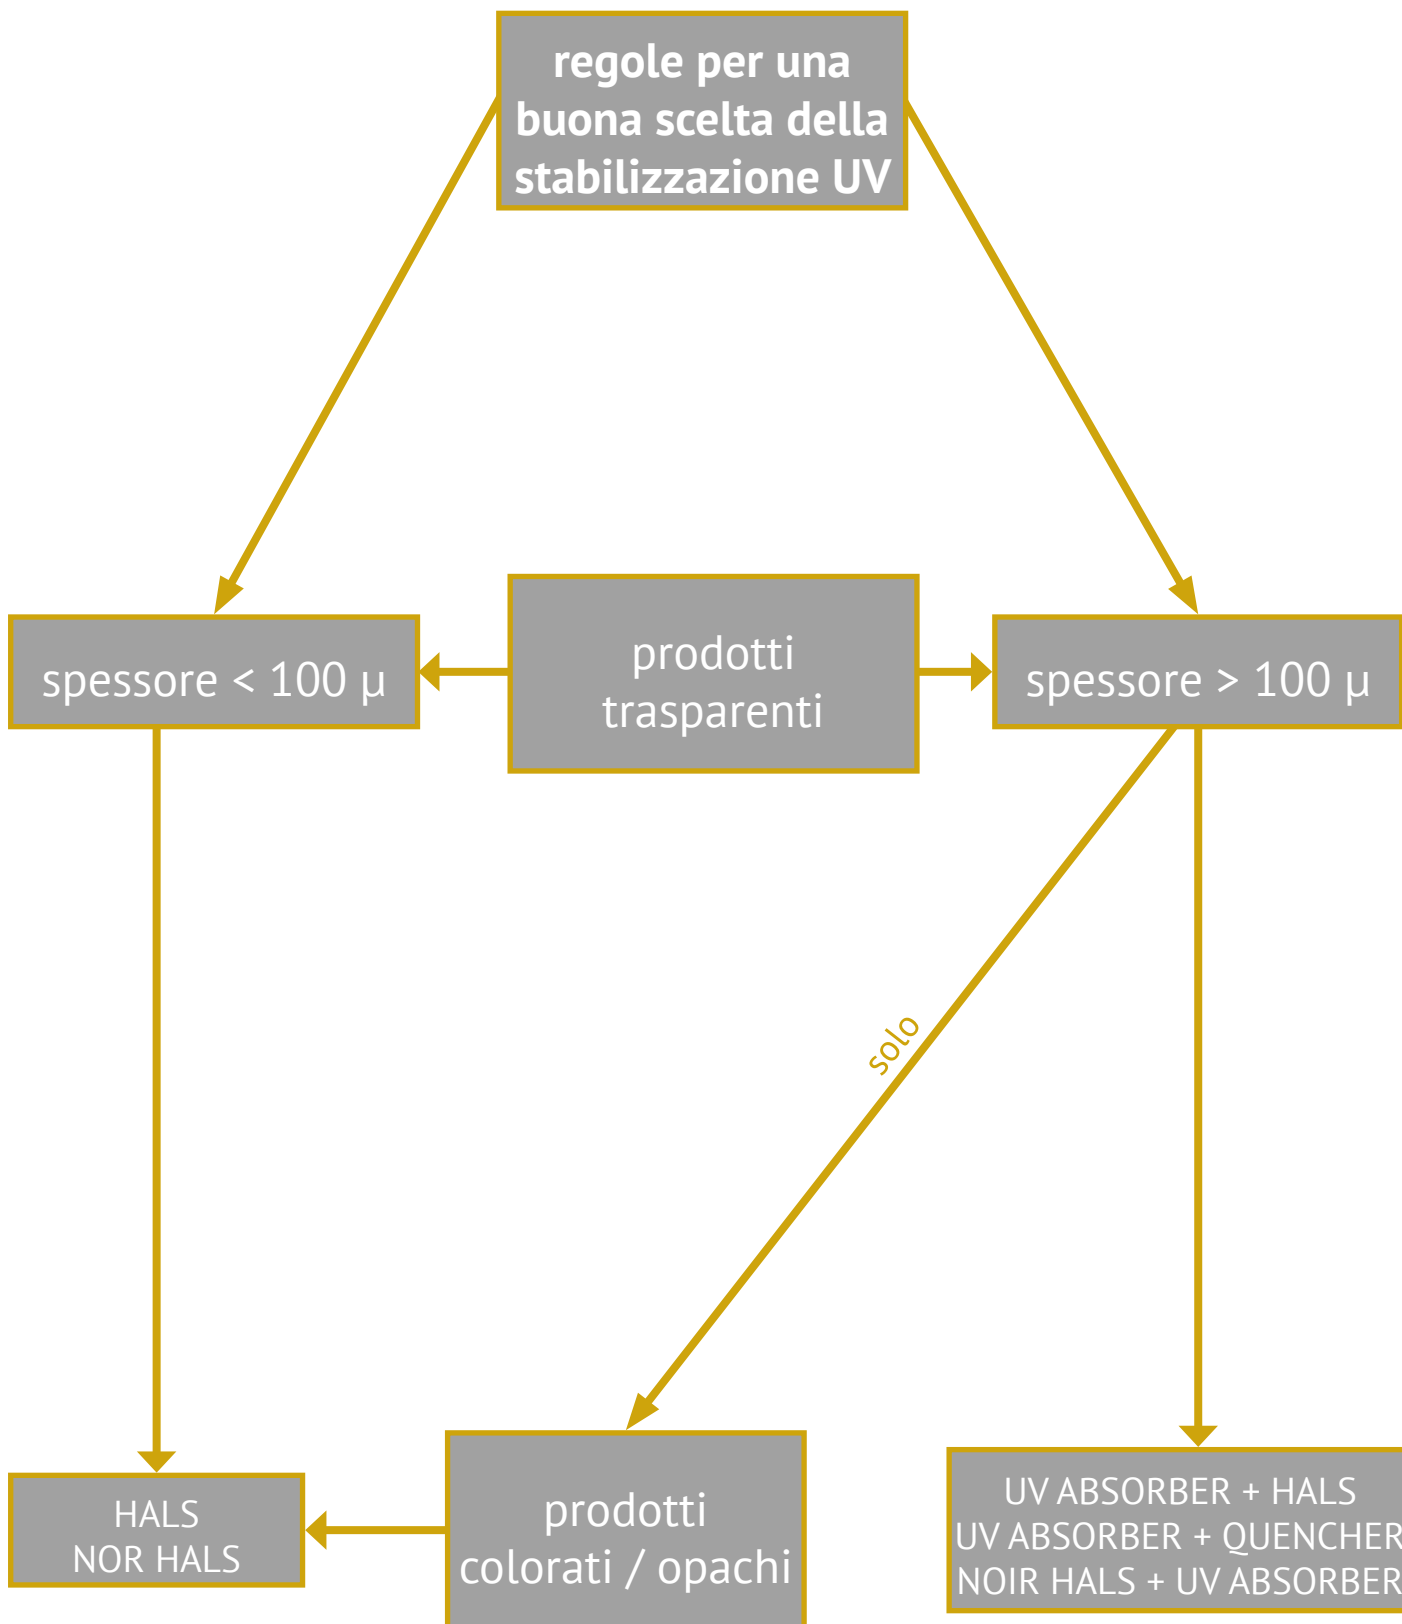 regole per una
buona scelta della
stabilizzazione UV
spessore < 100 µ
prodotti
trasparenti
spessore > 100 µ
solo
HALS
NOR HALS
prodotti
colorati / opachi
UV ABSORBER + HALS
UV ABSORBER + QUENCHER
NOIR HALS + UV ABSORBER